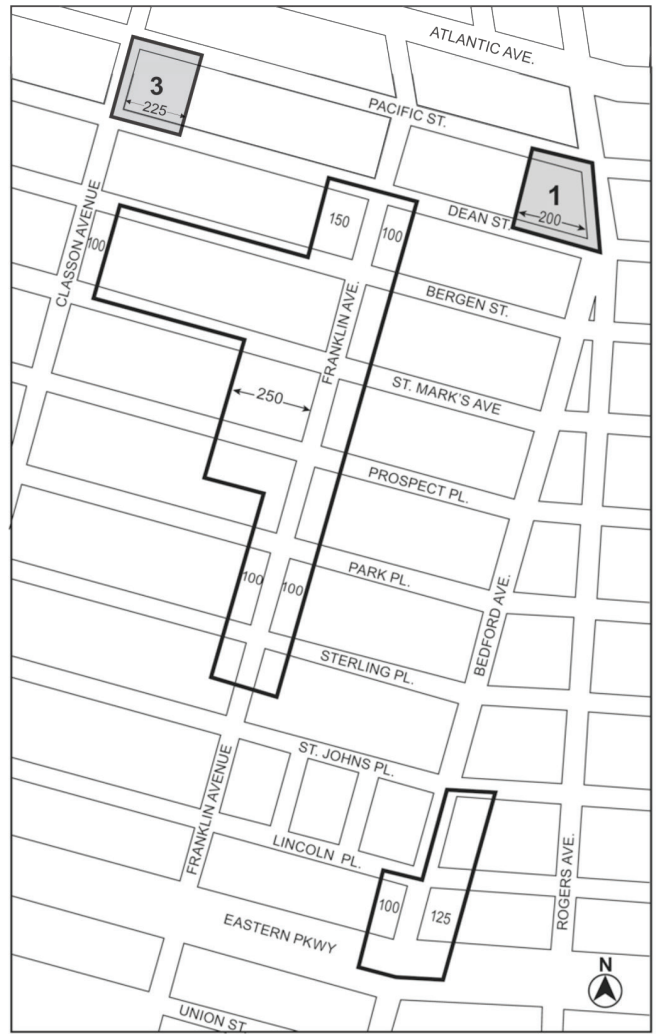 ATLANTIC AVE.
3
225
PACIFIC ST.
1
200
DEAN ST.
CLASSON AVENUE
100
150
100
FRANKLIN AVE.
BERGEN ST.
250
ST. MARK'S AVE
PROSPECT PL.
100
100
PARK PL.
BEDFORD AVE.
STERLING PL.
FRANKLIN AVENUE
ST. JOHNS PL.
LINCOLN PL.
ROGERS AVE.
100
125
EASTERN PKWY
N
UNION ST.